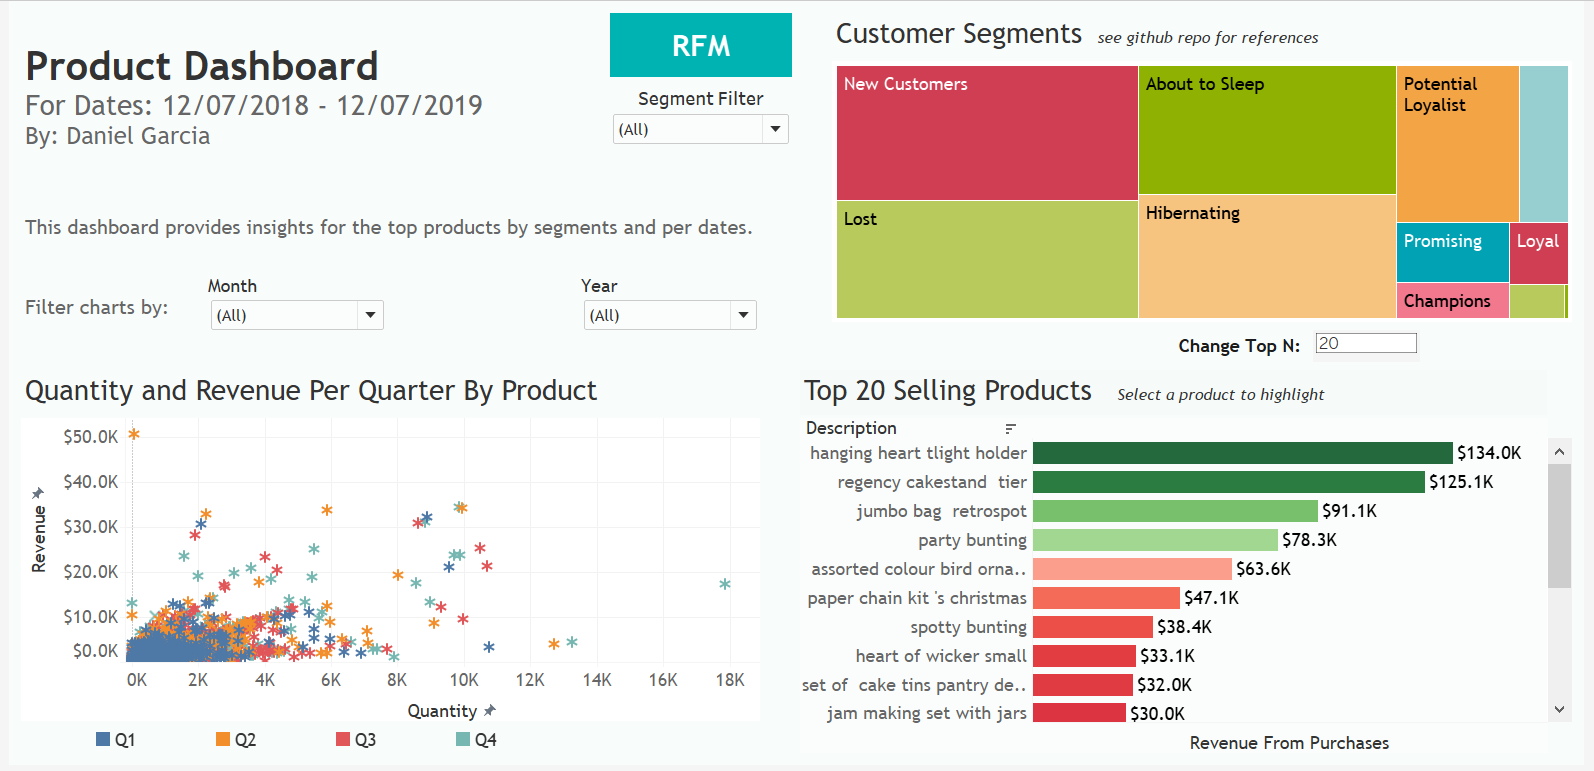 Product Dashboard
For Dates: 12/07/2018 - 12/07/2019
By: Daniel Garcia
RFM
Segment Filter
(All)
This dashboard provides insights for the top products by segments and per dates.
Filter charts by:
Month
(All)
Year
(All)
Customer Segments see github repo for references
New Customers
About to Sleep
Potential
Loyalist
Lost
Hibernating
Promising
Loyal
Champions
Change Top N: 20
Quantity and Revenue Per Quarter By Product
Revenue
$50.0K
$40.0K
$30.0K
$20.0K
$10.0K
$0.0K
0K 2K 4K 6K 8K 10K 12K 14K 16K 18K
Quantity
Q1 Q2 Q3 Q4
Top 20 Selling Products Select a product to highlight
Description
hanging heart tlight holder $134.0K
regency cakestand  tier $125.1K
jumbo bag  retrospot $91.1K
party bunting $78.3K
assorted colour bird orna.. $63.6K
paper chain kit 's christmas $47.1K
spotty bunting $38.4K
heart of wicker small $33.1K
set of  cake tins pantry de.. $32.0K
jam making set with jars $30.0K
Revenue From Purchases